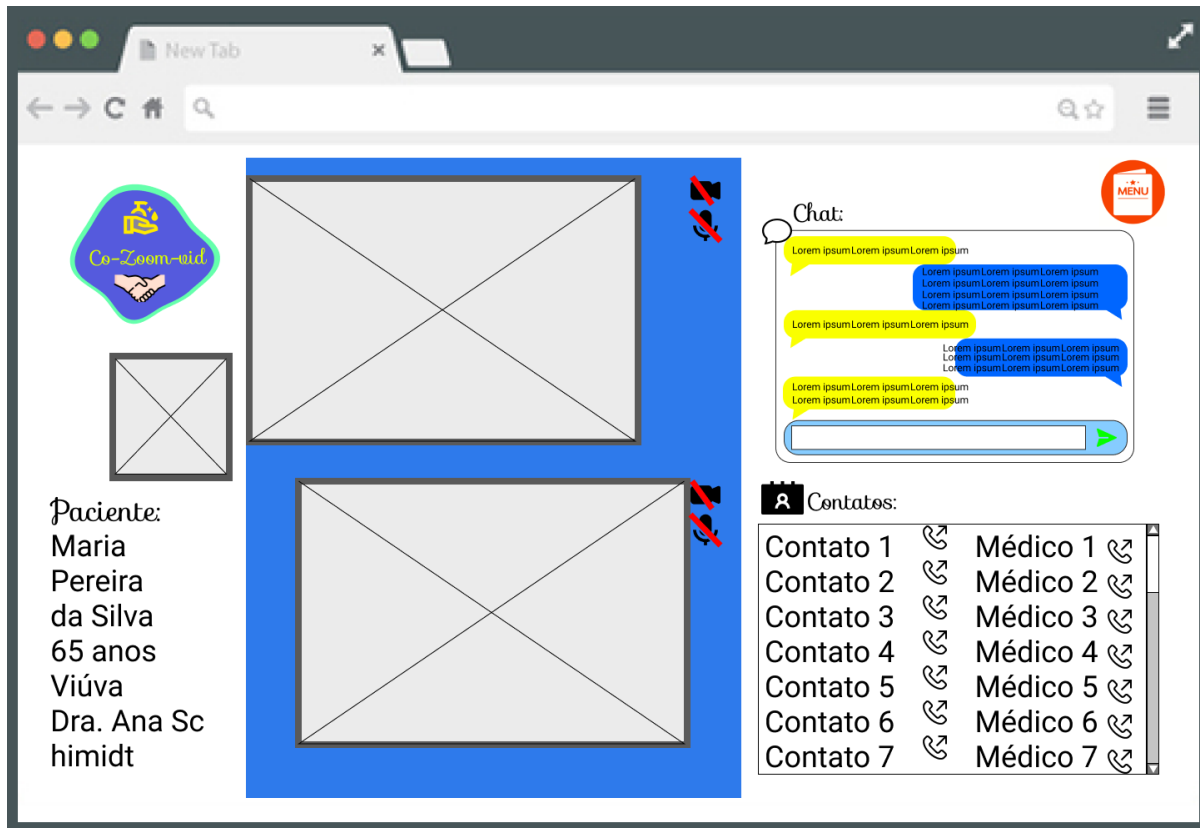 New Tab
Co-Zoom-vid
Paciente:
Maria
Pereira
da Silva
65 anos
Viúva
Dra. Ana Sc
himidt
MENU
Chat:
Lorem ipsumLorem ipsumLorem ipsum
Lorem ipsumLorem ipsumLorem ipsum
Lorem ipsumLorem ipsumLorem ipsum
Lorem ipsumLorem ipsumLorem ipsum
Lorem ipsumLorem ipsumLorem ipsum
Lorem ipsumLorem ipsumLorem ipsum
Lorem ipsumLorem ipsumLorem ipsum
Lorem ipsumLorem ipsumLorem ipsum
Lorem ipsumLorem ipsumLorem ipsum
Lorem ipsumLorem ipsumLorem ipsum
Lorem ipsumLorem ipsumLorem ipsum
Contatos:
Contato 1 Médico 1
Contato 2 Médico 2
Contato 3 Médico 3
Contato 4 Médico 4
Contato 5 Médico 5
Contato 6 Médico 6
Contato 7 Médico 7